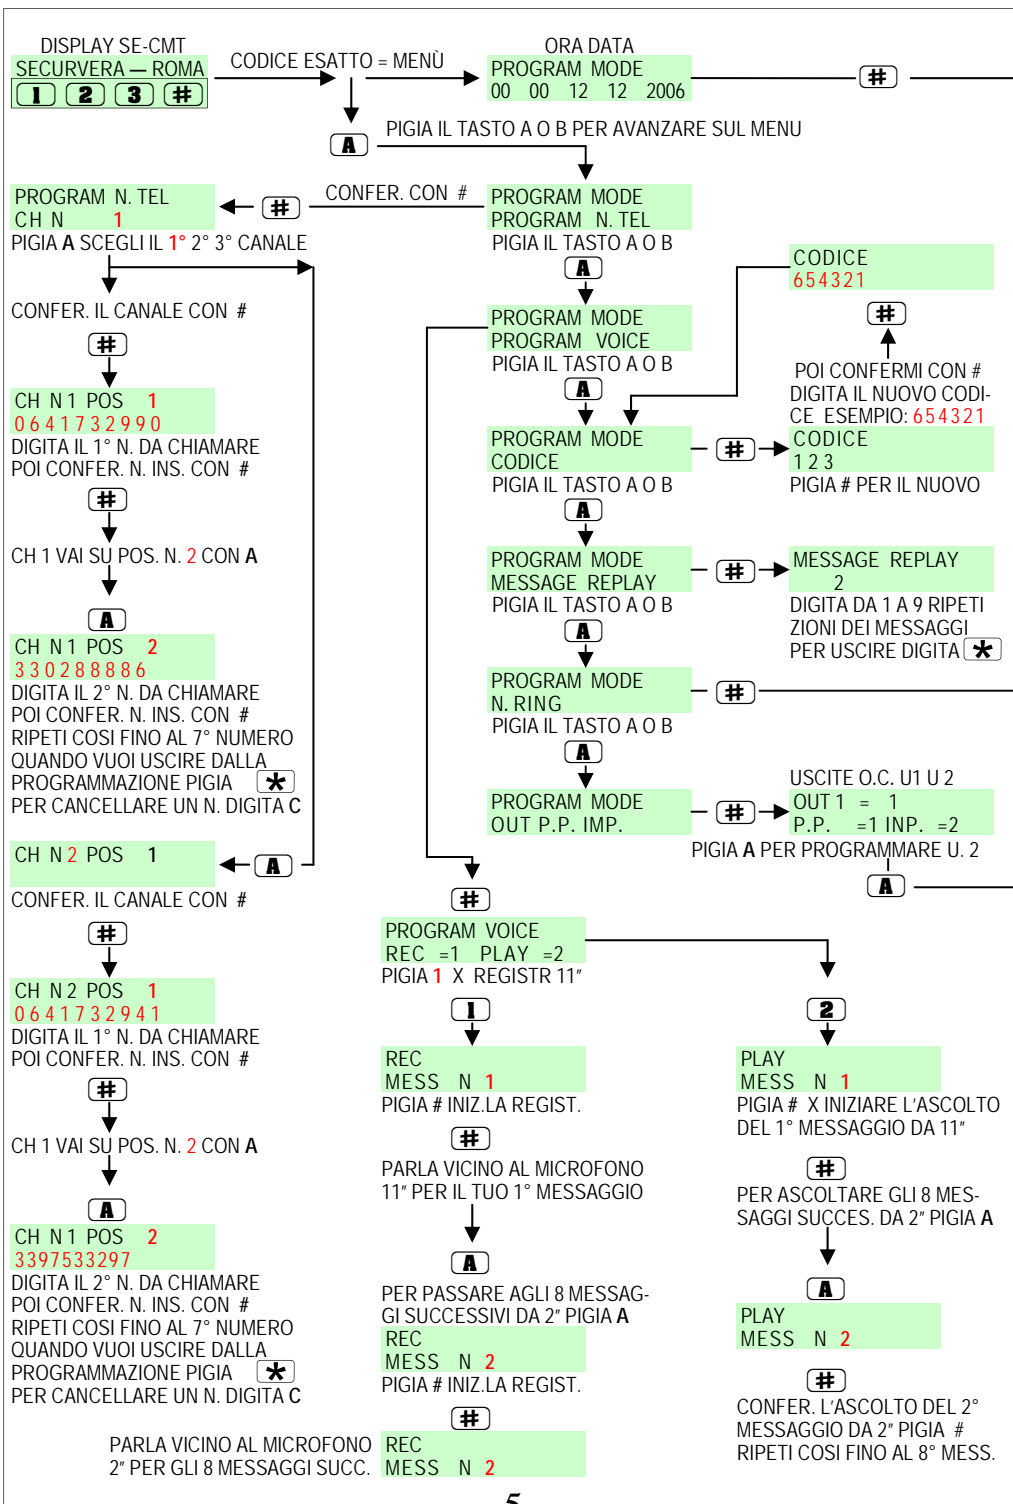 DISPLAY SE-CMT
SECURVERA — ROMA
1 2 3 #
CODICE ESATTO = MENÙ
ORA DATA
PROGRAM MODE
00 00 12 12 2006
#
A
PIGIA IL TASTO A O B PER AVANZARE SUL MENU
PROGRAM N. TEL
CH N 1
#
CONFER. CON #
PROGRAM MODE
PROGRAM N. TEL
PIGIA A SCEGLI IL 1° 2° 3° CANALE
PIGIA IL TASTO A O B
A
CONFER. IL CANALE CON #
#
CH N1 POS 1
0641732990
DIGITA IL 1° N. DA CHIAMARE
POI CONFER. N. INS. CON #
#
CH 1 VAI SU POS. N. 2 CON A
A
CH N1 POS 2
330288886
DIGITA IL 2° N. DA CHIAMARE
POI CONFER. N. INS. CON #
RIPETI COSI FINO AL 7° NUMERO
QUANDO VUOI USCIRE DALLA
PROGRAMMAZIONE PIGIA *
PER CANCELLARE UN N. DIGITA C
CH N2 POS 1
A
CONFER. IL CANALE CON #
#
CH N2 POS 1
0641732941
DIGITA IL 1° N. DA CHIAMARE
POI CONFER. N. INS. CON #
#
CH 1 VAI SU POS. N. 2 CON A
A
CH N1 POS 2
3397533297
DIGITA IL 2° N. DA CHIAMARE
POI CONFER. N. INS. CON #
RIPETI COSI FINO AL 7° NUMERO
QUANDO VUOI USCIRE DALLA
PROGRAMMAZIONE PIGIA *
PER CANCELLARE UN N. DIGITA C
PROGRAM MODE
PROGRAM VOICE
PIGIA IL TASTO A O B
A
PROGRAM MODE
CODICE
PIGIA IL TASTO A O B
#
CODICE
123
PIGIA # PER IL NUOVO
POI CONFERMI CON #
DIGITA IL NUOVO CODI-
CE ESEMPIO: 654321
#
CODICE
654321
A
PROGRAM MODE
MESSAGE REPLAY
PIGIA IL TASTO A O B
#
MESSAGE REPLAY
2
DIGITA DA 1 A 9 RIPETI
ZIONI DEI MESSAGGI
PER USCIRE DIGITA *
A
PROGRAM MODE
N. RING
PIGIA IL TASTO A O B
#
A
PROGRAM MODE
OUT P.P. IMP.
#
USCITE O.C. U1 U 2
OUT 1 = 1
P.P. =1 INP. =2
PIGIA A PER PROGRAMMARE U. 2
A
#
PROGRAM VOICE
REC =1 PLAY =2
PIGIA 1 X REGISTR 11"
1
REC
MESS N 1
PIGIA # INIZ.LA REGIST.
#
PARLA VICINO AL MICROFONO
11" PER IL TUO 1° MESSAGGIO
A
PER PASSARE AGLI 8 MESSAG-
GI SUCCESSIVI DA 2" PIGIA A
REC
MESS N 2
PIGIA # INIZ.LA REGIST.
#
PARLA VICINO AL MICROFONO
2" PER GLI 8 MESSAGGI SUCC.
REC
MESS N 2
2
PLAY
MESS N 1
PIGIA # X INIZIARE L'ASCOLTO
DEL 1° MESSAGGIO DA 11"
#
PER ASCOLTARE GLI 8 MES-
SAGGI SUCCES. DA 2" PIGIA A
A
PLAY
MESS N 2
#
CONFER. L'ASCOLTO DEL 2°
MESSAGGIO DA 2" PIGIA #
RIPETI COSI FINO AL 8° MESS.
5